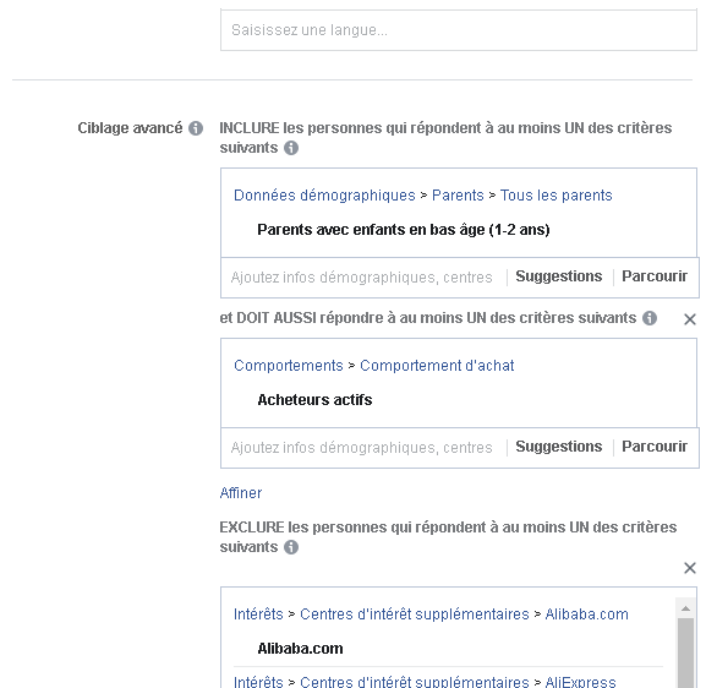 Saisissez une langue...
Ciblage avancé
INCLURE les personnes qui répondent à au moins UN des critères
suivants
Données démographiques > Parents > Tous les parents
Parents avec enfants en bas âge (1-2 ans)
Ajoutez infos démographiques, centres | Suggestions | Parcourir
et DOIT AUSSI répondre à au moins UN des critères suivants
Comportements > Comportement d'achat
Acheteurs actifs
Ajoutez infos démographiques, centres | Suggestions | Parcourir
Affiner
EXCLURE les personnes qui répondent à au moins UN des critères
suivants
Intérêts > Centres d'intérêt supplémentaires > Alibaba.com
Alibaba.com
Intérêts > Centres d'intérêt supplémentaires > AliExpress